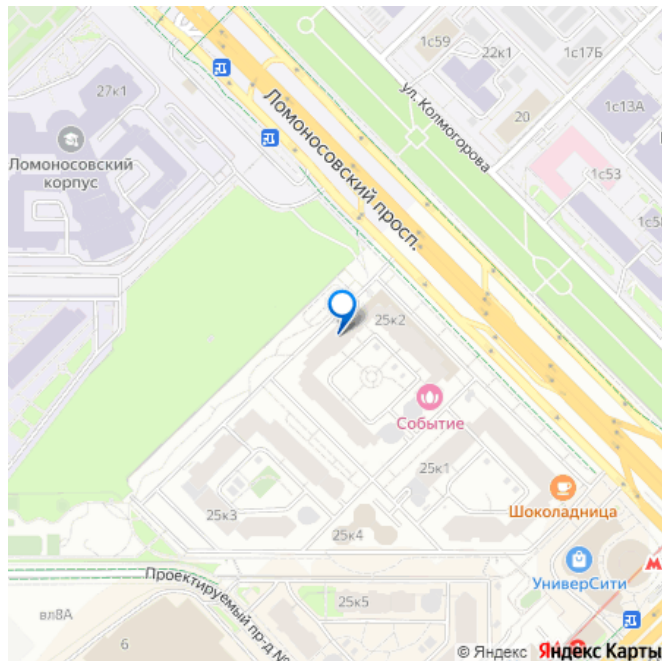 1с59
22к1
1с17Б
27к1
ул. Колмогорова
1с13А
20
Ломоносовский
корпус
Ломоносовский просп.
1с53
25к2
Событие
25к1
Шоколадница
25к3
25к4
УниверСити
Проектируемый пр-д №
25к5
вл8А
6
© Яндекс
Яндекс Карты